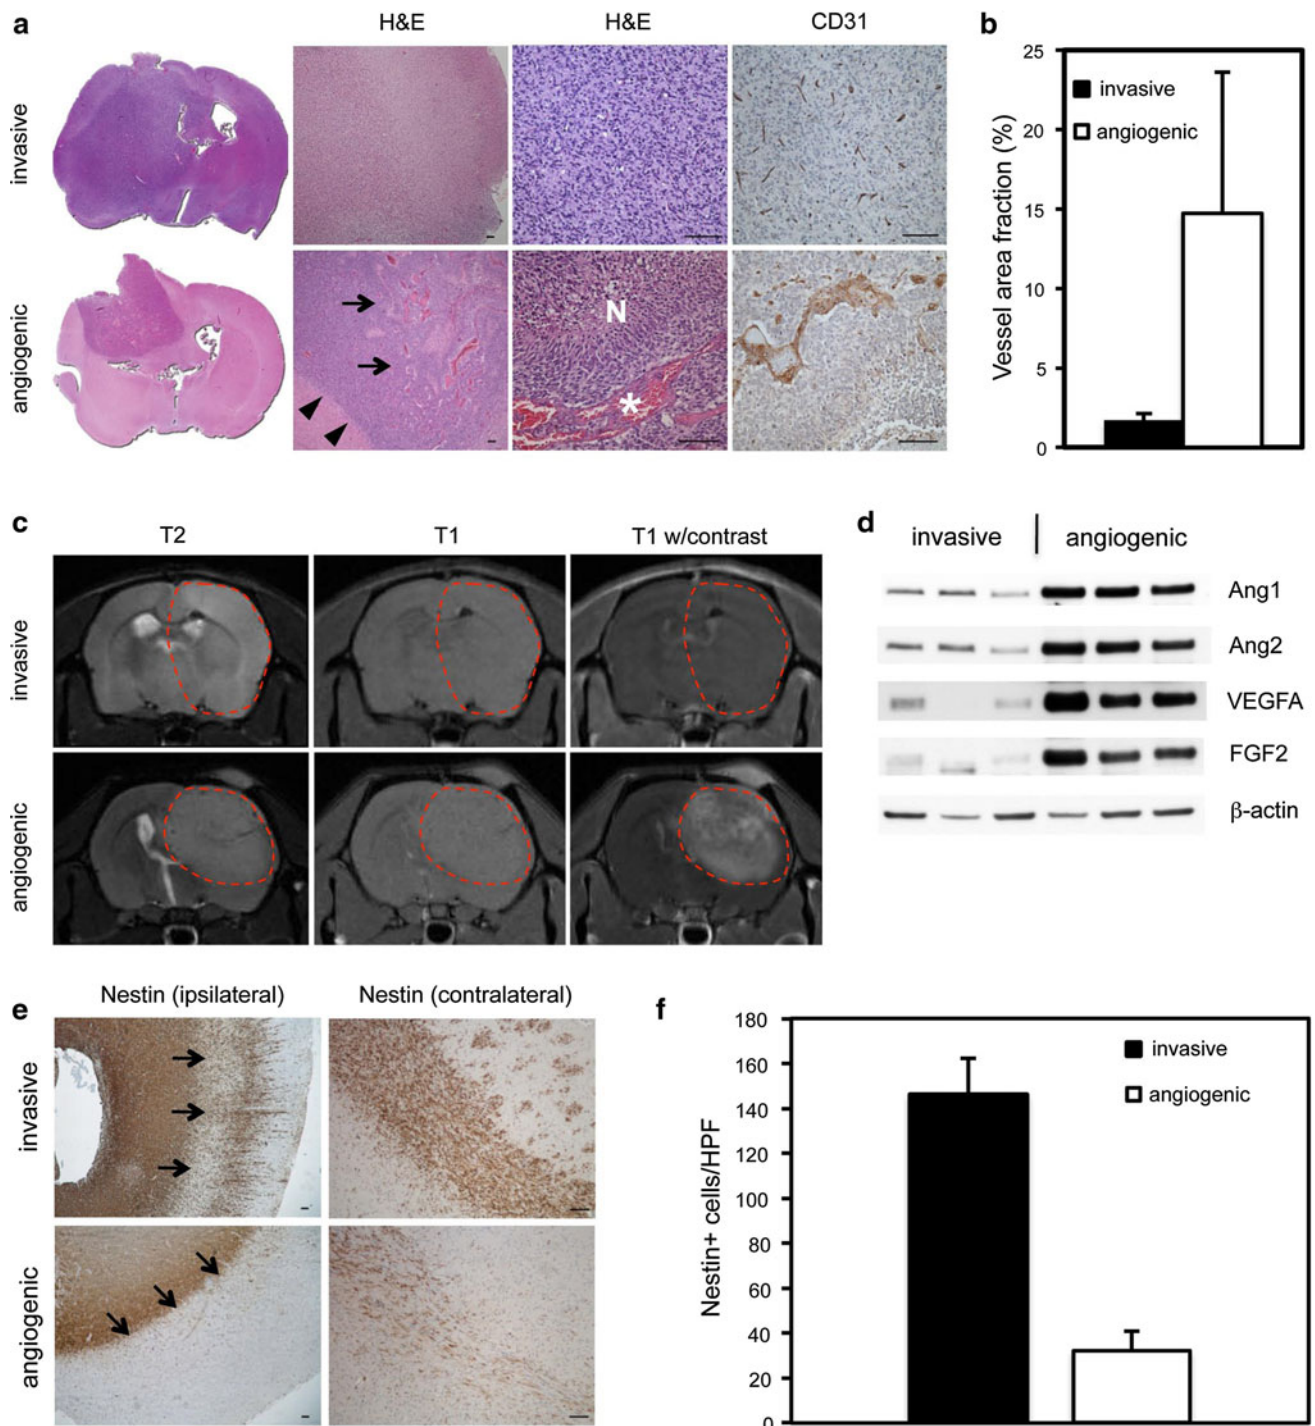 a
H&E
H&E
CD31
invasive
angiogenic
N
*
b
25
20
15
10
5
0
Vessel area fraction (%)
invasive
angiogenic
c
T2
T1
T1 w/contrast
invasive
angiogenic
d
invasive | angiogenic
Ang1
Ang2
VEGFA
FGF2
β-actin
e
Nestin (ipsilateral)
Nestin (contralateral)
invasive
angiogenic
f
180
160
140
120
100
80
60
40
20
0
Nestin+ cells/HPF
invasive
angiogenic